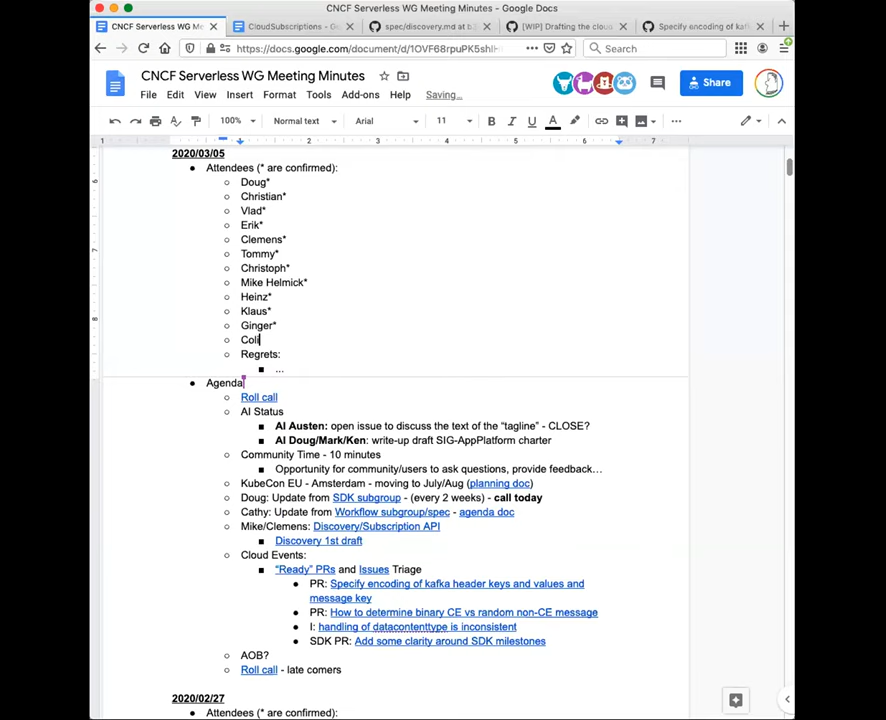 CNCF Serverless WG Meeting Minutes - Google Docs
CNCF Serverless WG Me
CloudSubscriptions - G
spec/discovery.md at
[WIP] Drafting the clou
Specify encoding of kaf
https://docs.google.com/document/d/1OVF68rpuPK5shlH
Search
CNCF Serverless WG Meeting Minutes
Share
File Edit View Insert Format Tools Add-ons Help Saving...
100% Normal text Arial 11
1 1 2 3 4 5 6 7
2020/03/05
Attendees (* are confirmed):
Doug*
Christian*
Vlad*
Erik*
Clemens*
Tommy*
Christoph*
Mike Helmick*
Heinz*
Klaus*
Ginger*
Coli
Regrets:
...
Agenda
Roll call
AI Status
AI Austen: open issue to discuss the text of the “tagline” - CLOSE?
AI Doug/Mark/Ken: write-up draft SIG-AppPlatform charter
Community Time - 10 minutes
Opportunity for community/users to ask questions, provide feedback…
KubeCon EU - Amsterdam - moving to July/Aug (planning doc)
Doug: Update from SDK subgroup - (every 2 weeks) - call today
Cathy: Update from Workflow subgroup/spec - agenda doc
Mike/Clemens: Discovery/Subscription API
Discovery 1st draft
Cloud Events:
“Ready” PRs and Issues Triage
PR: Specify encoding of kafka header keys and values and
message key
PR: How to determine binary CE vs random non-CE message
I: handling of datacontenttype is inconsistent
SDK PR: Add some clarity around SDK milestones
AOB?
Roll call - late comers
2020/02/27
Attendees (* are confirmed):